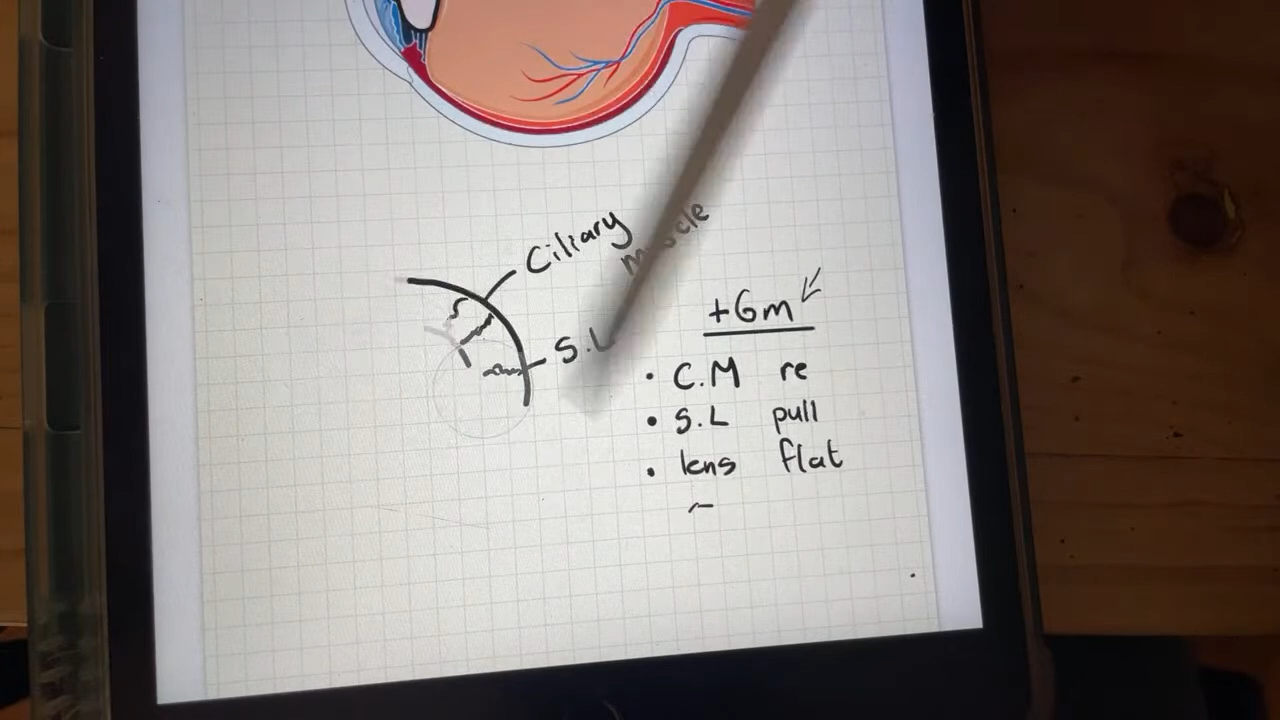 Ciliary
muscle
S.L
+6m
• C.M re
• S.L pull
• lens flat